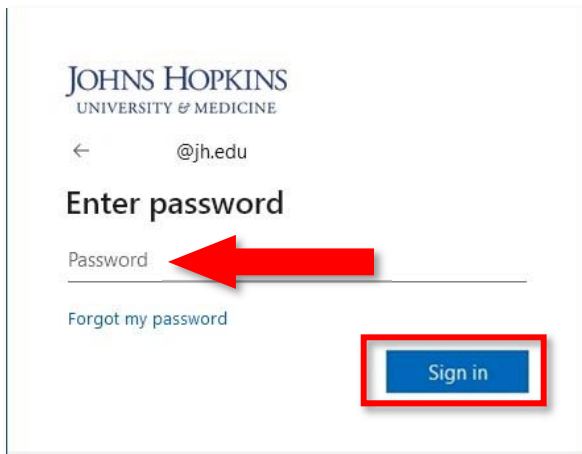 JOHNS HOPKINS
UNIVERSITY & MEDICINE
← @jh.edu
Enter password
Password
Forgot my password
Sign in